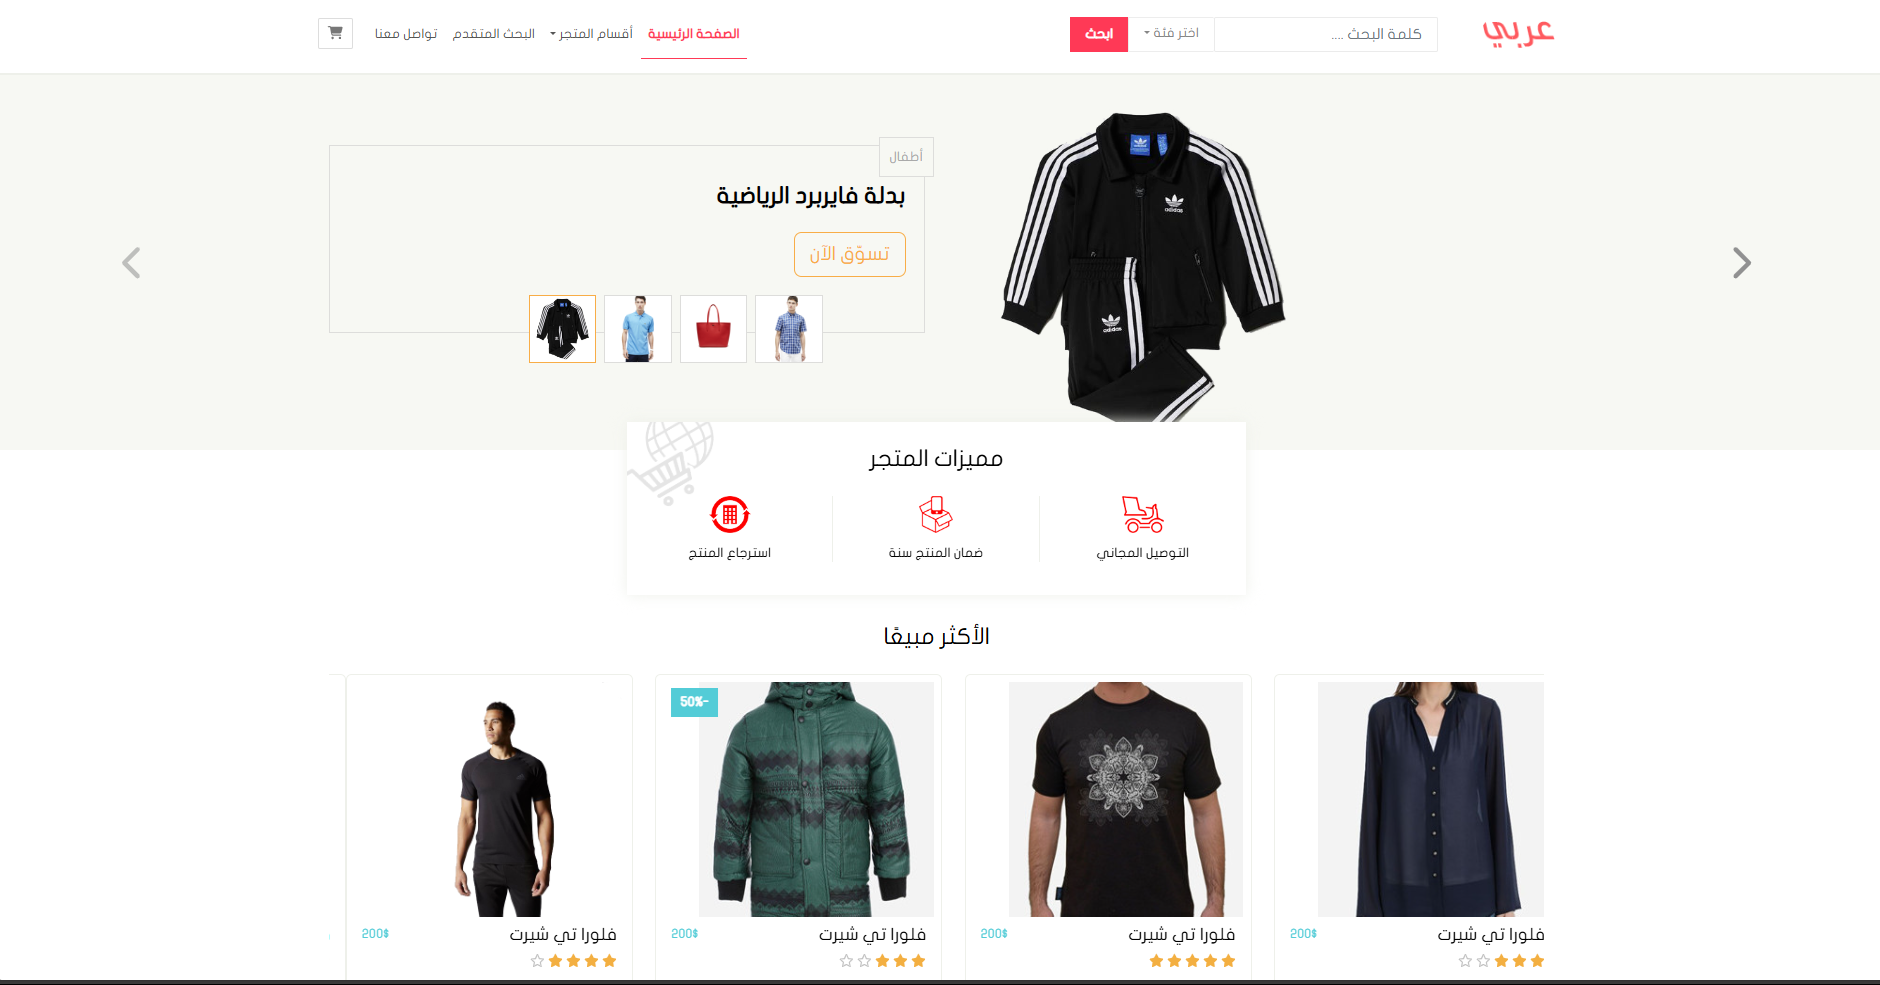 عربي
كلمة البحث ....
اختر فئة
ابحث
الصفحة الرئيسية
أقسام المتجر
البحث المتقدم
تواصل معنا
أطفال
بدلة فايربرد الرياضية
تسوّق الآن
adidas
adidas
مميزات المتجر
التوصيل المجاني
ضمان المنتج سنة
استرجاع المنتج
الأكثر مبيعًا
50%-
فلورا تي شيرت
200$
فلورا تي شيرت
200$
فلورا تي شيرت
200$
فلورا تي شيرت
200$